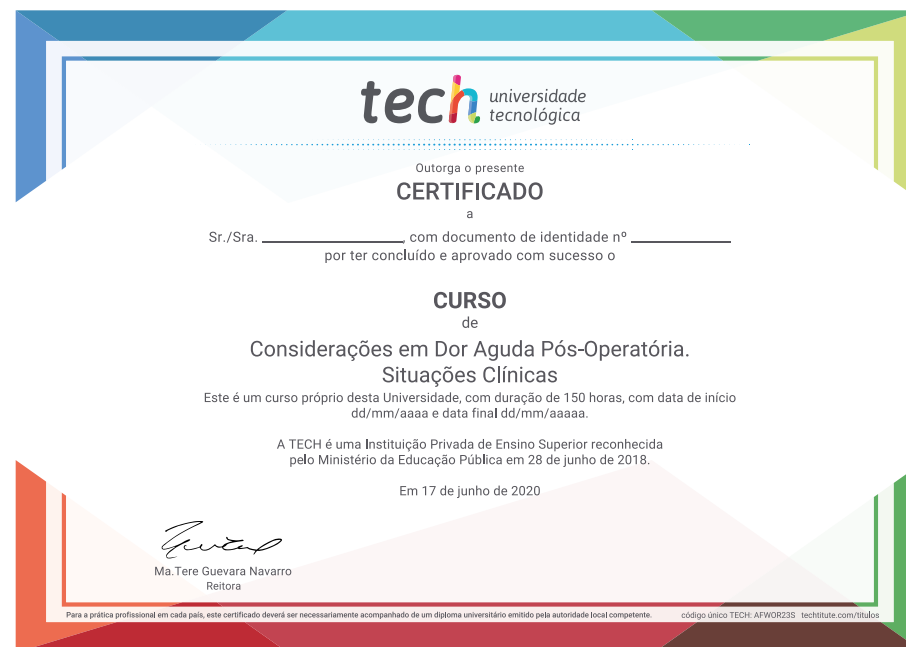 tech universidade
tecnológica
Outorga o presente
CERTIFICADO
a
Sr./Sra. ____________________, com documento de identidade nº ______________
por ter concluído e aprovado com sucesso o
CURSO
de
Considerações em Dor Aguda Pós-Operatória.
Situações Clínicas
Este é um curso próprio desta Universidade, com duração de 150 horas, com data de início
dd/mm/aaaa e data final dd/mm/aaaaa.
A TECH é uma Instituição Privada de Ensino Superior reconhecida
pelo Ministério da Educação Pública em 28 de junho de 2018.
Em 17 de junho de 2020
Ma.Tere Guevara Navarro
Reitora
Para a prática profissional em cada país, este certificado deverá ser necessariamente acompanhado de um diploma universitário emitido pela autoridade local competente. código único TECH: AFWOR23S techtitute.com/titulos